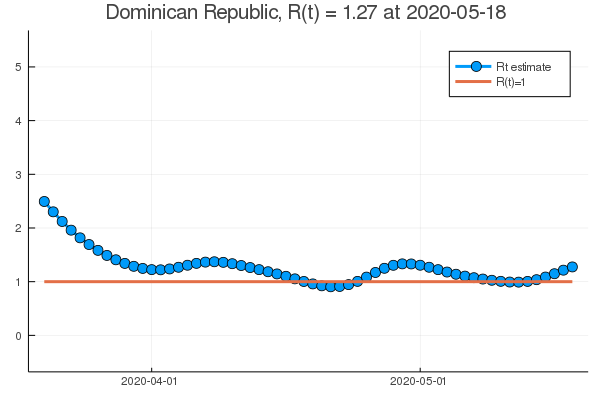 Dominican Republic, R(t) = 1.27 at 2020-05-18
5
4
3
2
1
0
Rt estimate
R(t)=1
2020-04-01
2020-05-01